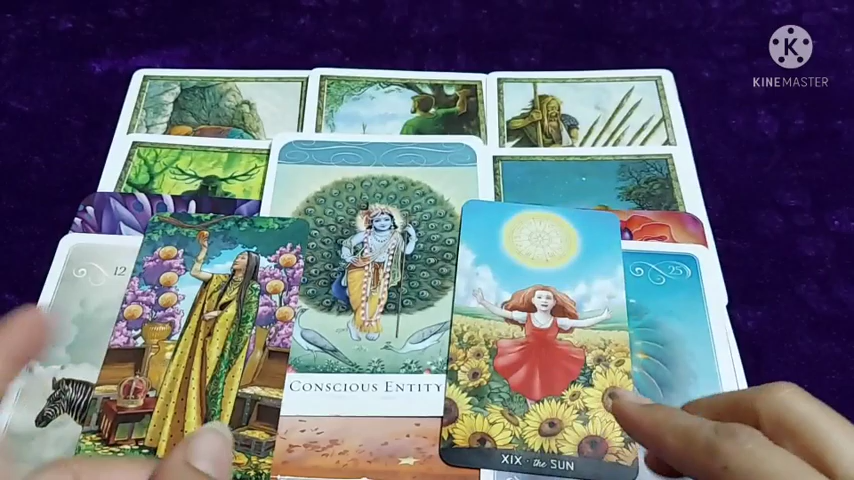 K
KINEMASTER
12
25
CONSCIOUS ENTITY
XIX • the SUN